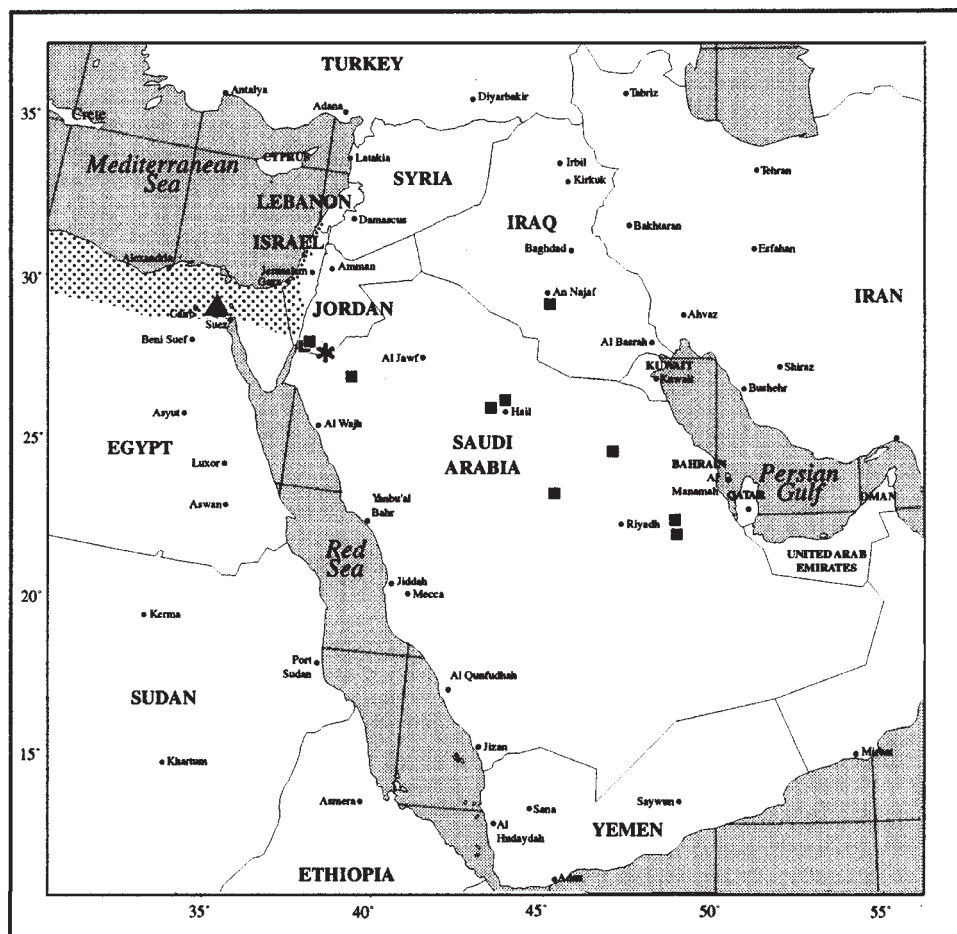 TURKEY
Antalya
Adana
Diyarbakir
Tabriz
35°
Crete
CYPRUS
Latakia
Irbil
Kirkuk
Tehran
Mediterranean
Sea
SYRIA
LEBANON
Damascus
IRAQ
Bakhtaran
ISRAEL
Baghdad
Esfahan
Alexandria
Jerusalem
Amman
30°
Gaza
An Najaf
IRAN
JORDAN
Cairo
Suez
Ahvaz
Beni Suef
Al Basrah
Al Jawf
KUWAIT
Kuwait
Shiraz
Bushehr
Asyut
Hail
Al Wajh
25°
EGYPT
SAUDI
ARABIA
Luxor
BAHRAIN
Al
Manamah
Persian
Gulf
QATAR
OMAN
Aswan
Yanbu'al
Bahr
Riyadh
UNITED ARAB
EMIRATES
Red
Sea
Jiddah
Mecca
20°
Kerma
Port
Sudan
Al Qunfudhah
SUDAN
Jizan
15°
Khartum
Asmera
Sana
Saywun
Al
Hudaydah
YEMEN
ETHIOPIA
Aden
35°
40°
45°
50°
55°